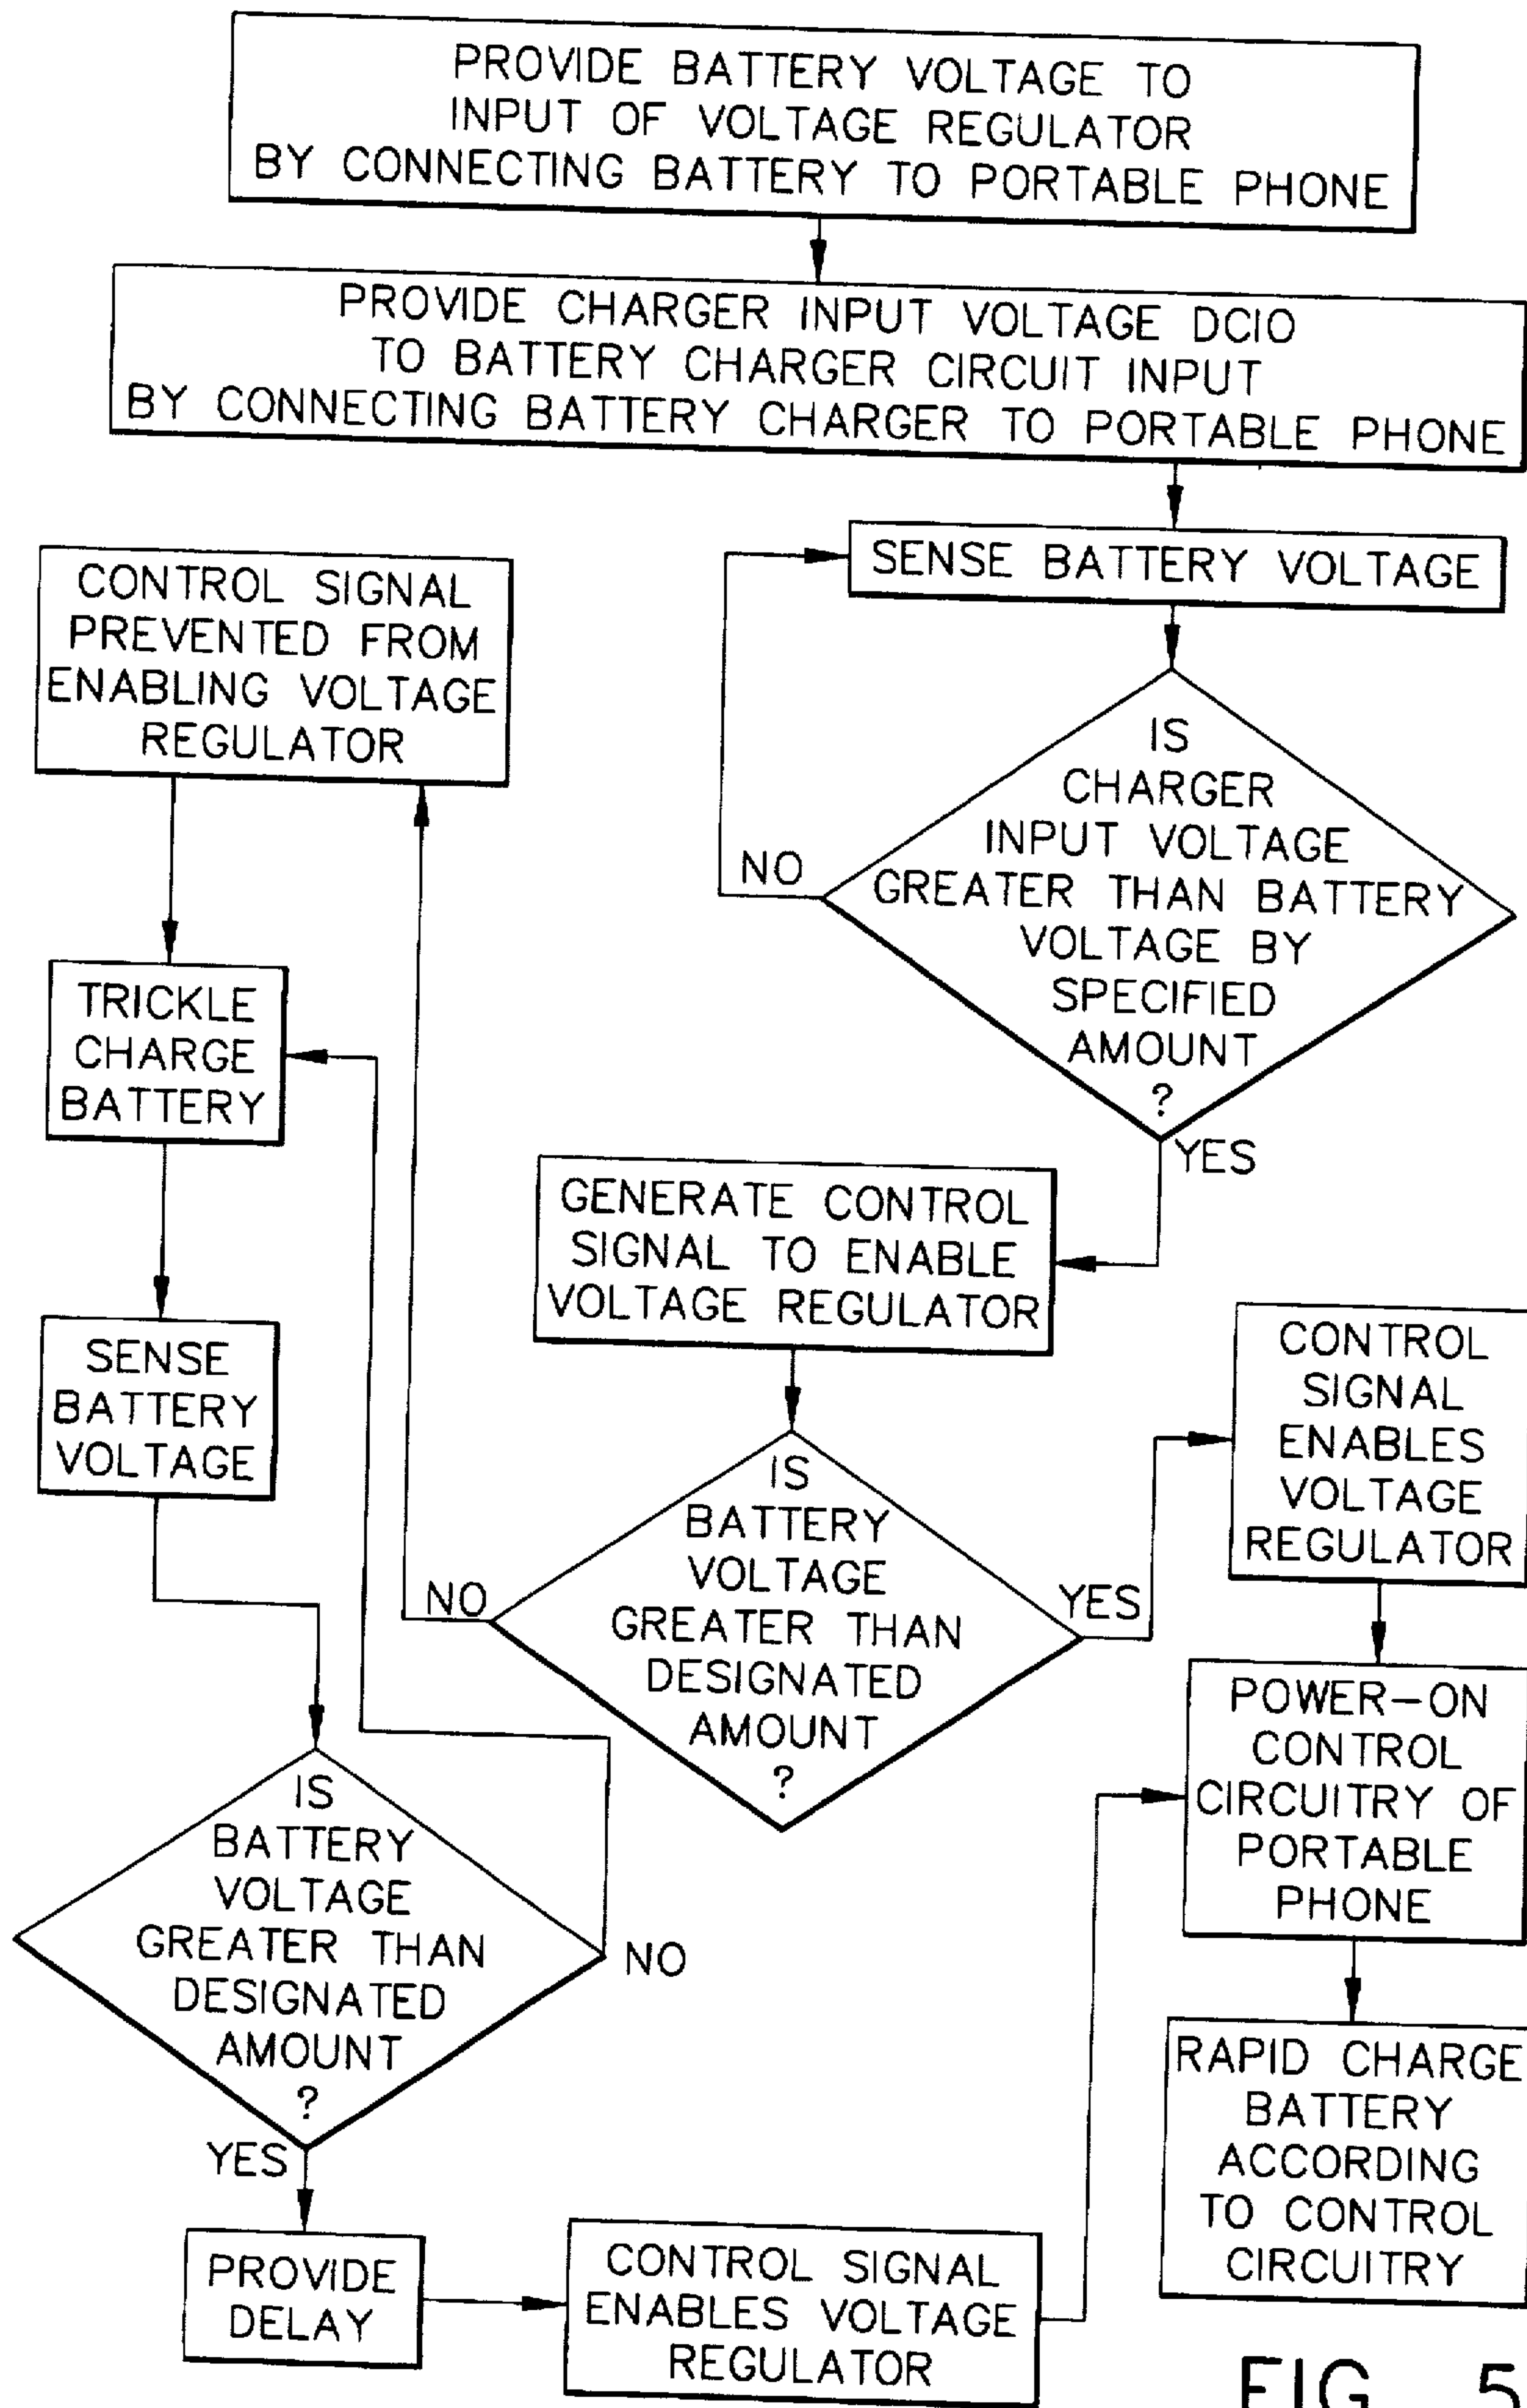 PROVIDE BATTERY VOLTAGE TO
INPUT OF VOLTAGE REGULATOR
BY CONNECTING BATTERY TO PORTABLE PHONE
PROVIDE CHARGER INPUT VOLTAGE DCIO
TO BATTERY CHARGER CIRCUIT INPUT
BY CONNECTING BATTERY CHARGER TO PORTABLE PHONE
SENSE BATTERY VOLTAGE
IS
CHARGER
INPUT VOLTAGE
GREATER THAN BATTERY
VOLTAGE BY
SPECIFIED
AMOUNT
?
NO
YES
GENERATE CONTROL
SIGNAL TO ENABLE
VOLTAGE REGULATOR
IS
BATTERY
VOLTAGE
GREATER THAN
DESIGNATED
AMOUNT
?
NO
YES
CONTROL SIGNAL
PREVENTED FROM
ENABLING VOLTAGE
REGULATOR
TRICKLE
CHARGE
BATTERY
SENSE
BATTERY
VOLTAGE
IS
BATTERY
VOLTAGE
GREATER THAN
DESIGNATED
AMOUNT
?
NO
YES
PROVIDE
DELAY
CONTROL SIGNAL
ENABLES VOLTAGE
REGULATOR
CONTROL
SIGNAL
ENABLES
VOLTAGE
REGULATOR
POWER-ON
CONTROL
CIRCUITRY OF
PORTABLE
PHONE
RAPID CHARGE
BATTERY
ACCORDING
TO CONTROL
CIRCUITRY
FIG. 5